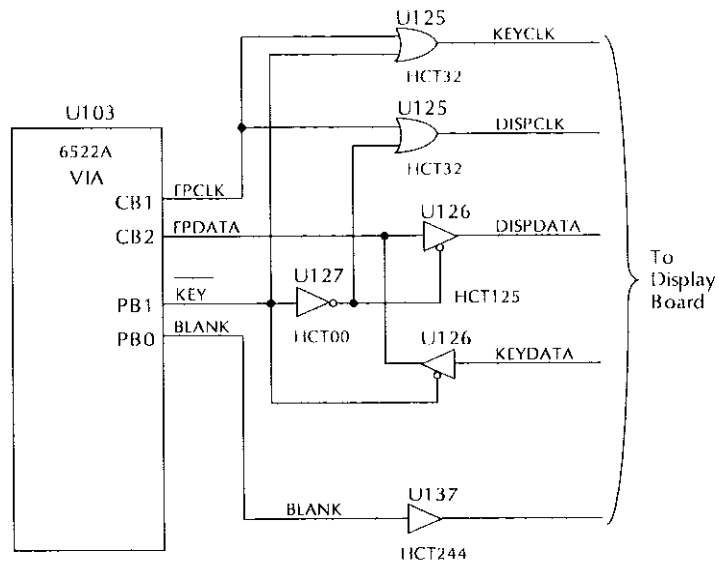 U125
KEYCLK
HCT32
U103
U125
DISPCLK
6522A
VIA
HCT32
CB1
FPCLK
U126
CB2
FPDATA
DISPDATA
To
Display
Board
U127
HCT125
PB1
KEY
U126
PB0
BLANK
HCT00
KEYDATA
BLANK
U137
HCT244